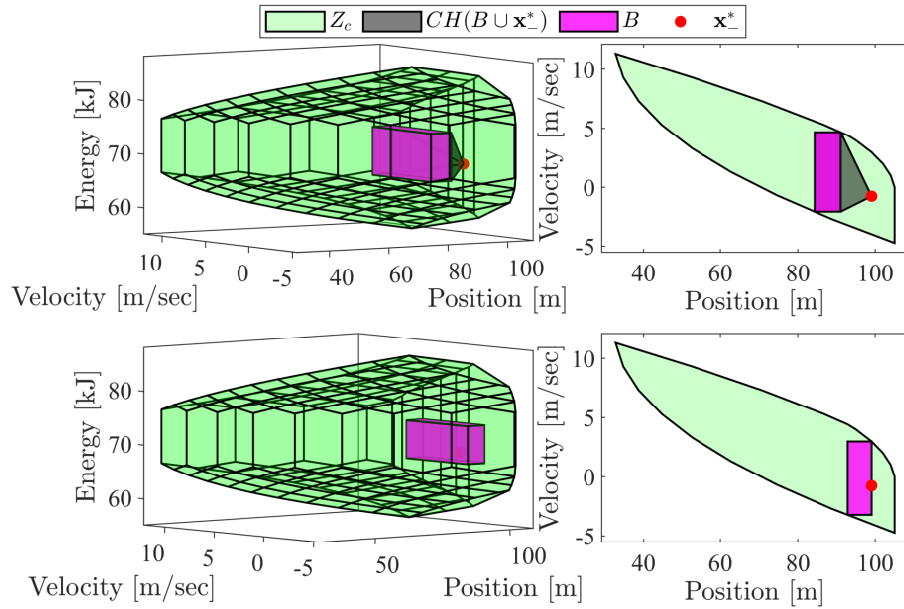 Z_c CH(B ∪ x*_-) B x*_-
80
70
60
Energy [kJ]
10 5 0 -5 40 60 80 100
Velocity [m/sec] Position [m]
10
5
0
-5
Velocity [m/sec]
40 60 80 100
Position [m]
80
70
60
Energy [kJ]
10 5 0 -5 50 100
Velocity [m/sec] Position [m]
10
5
0
-5
Velocity [m/sec]
40 60 80 100
Position [m]